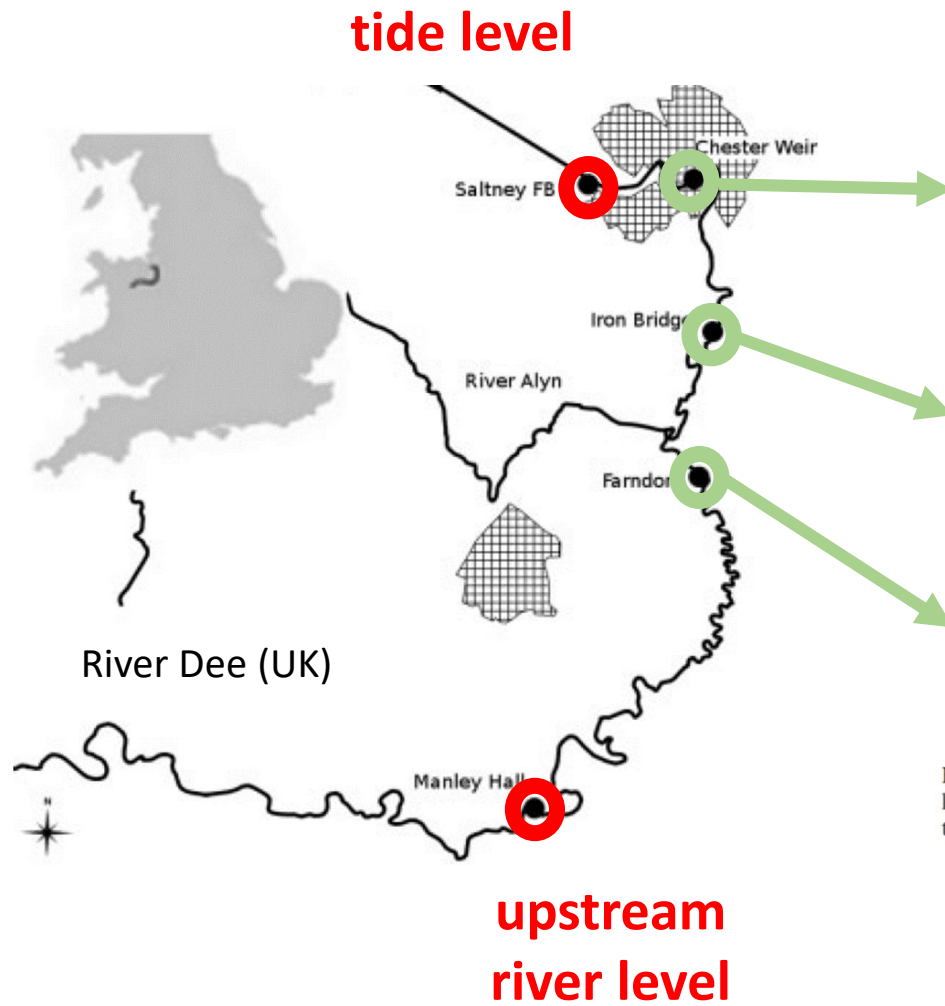 tide level
Chester Weir
Saltney FB
Iron Bridge
River Alyn
Farndon
River Dee (UK)
Manley Hall
N
upstream
river level